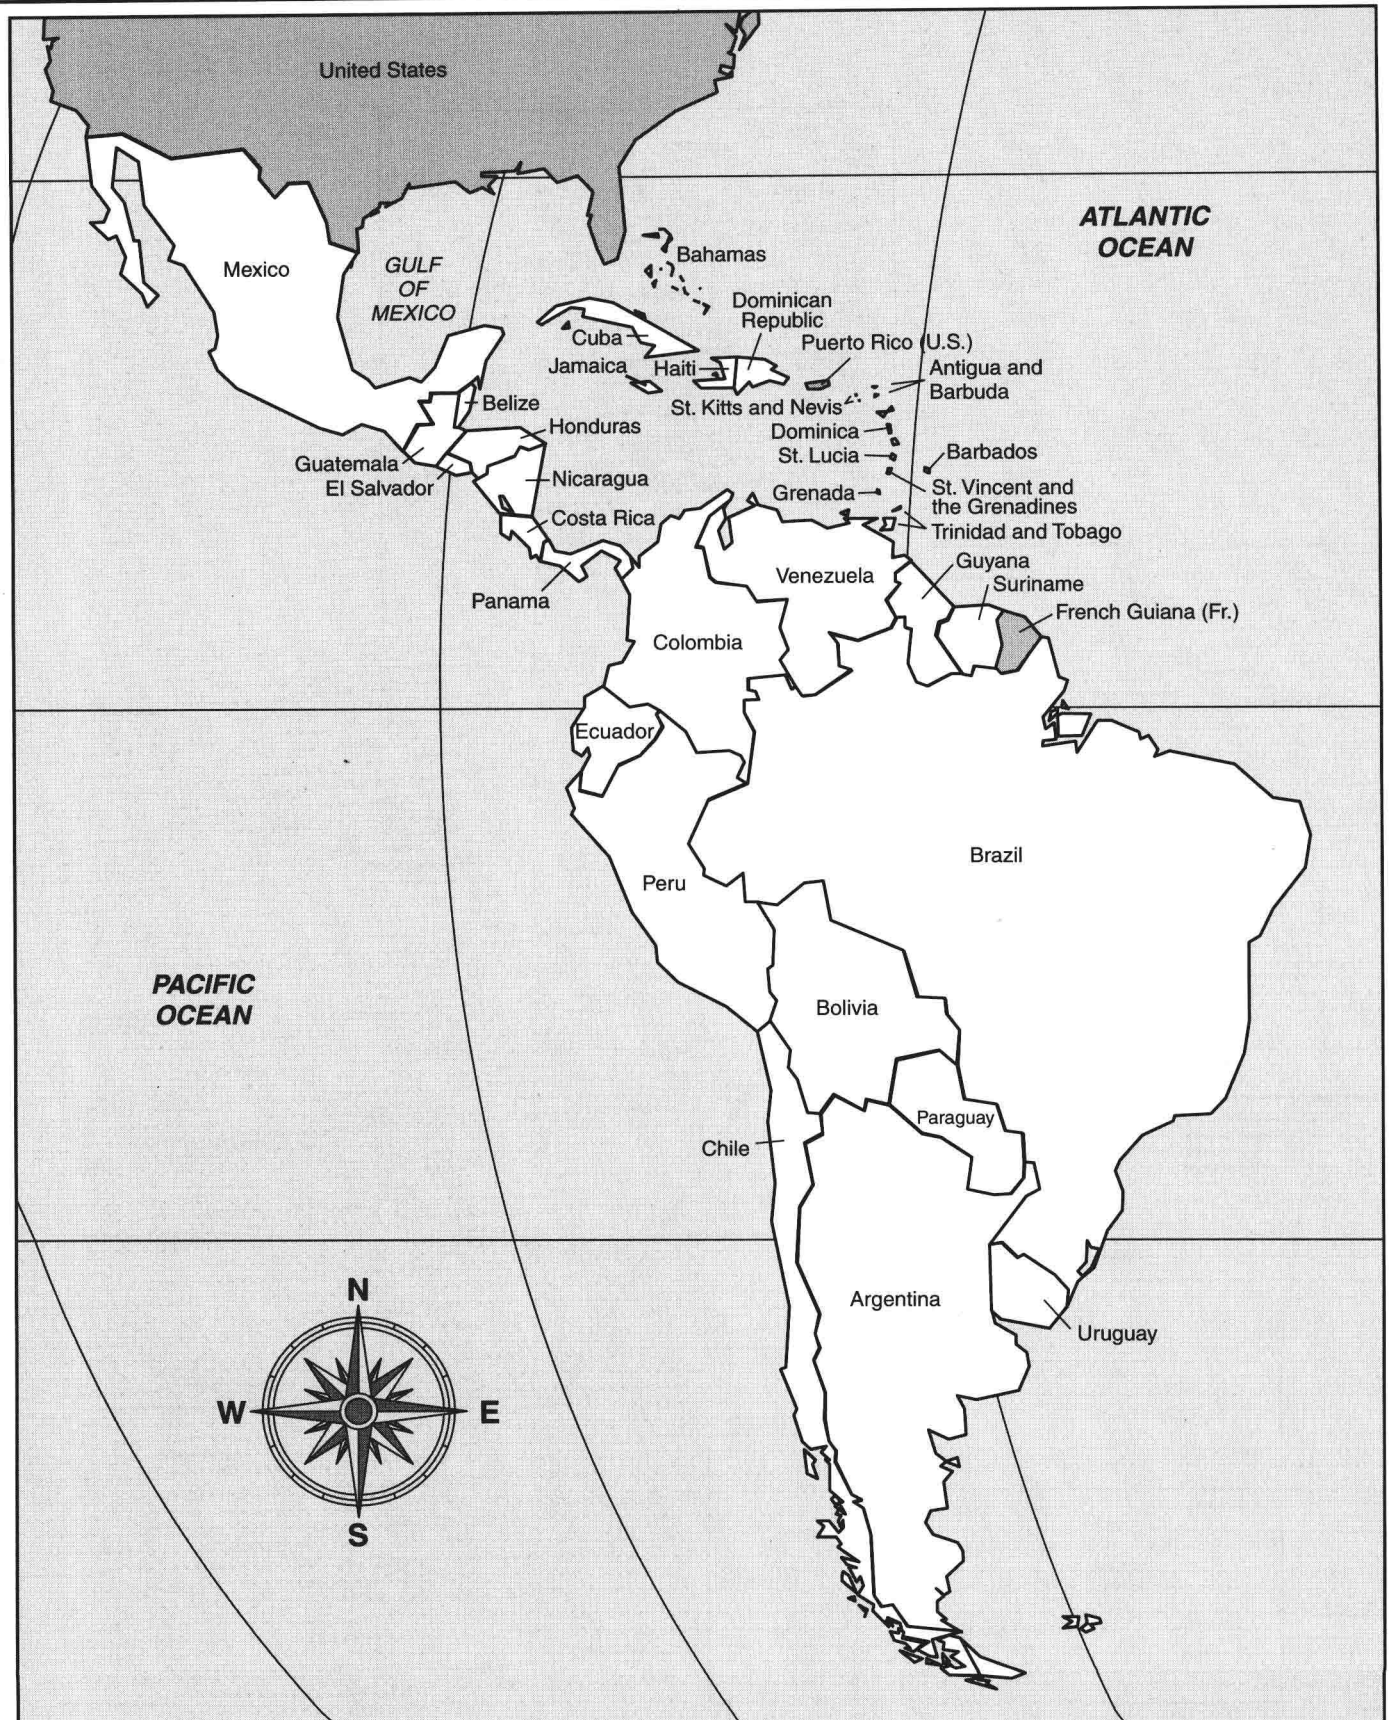 United States
ATLANTIC
OCEAN
Mexico
GULF
OF
MEXICO
Bahamas
Dominican
Republic
Cuba
Puerto Rico (U.S.)
Jamaica
Haiti
Antigua and
Barbuda
St. Kitts and Nevis
Belize
Honduras
Dominica
St. Lucia
Barbados
Guatemala
El Salvador
Nicaragua
Grenada
St. Vincent and
the Grenadines
Costa Rica
Trinidad and Tobago
Guyana
Venezuela
Suriname
Panama
French Guiana (Fr.)
Colombia
Ecuador
Brazil
Peru
PACIFIC
OCEAN
Bolivia
Paraguay
Chile
N
Argentina
Uruguay
W
E
S